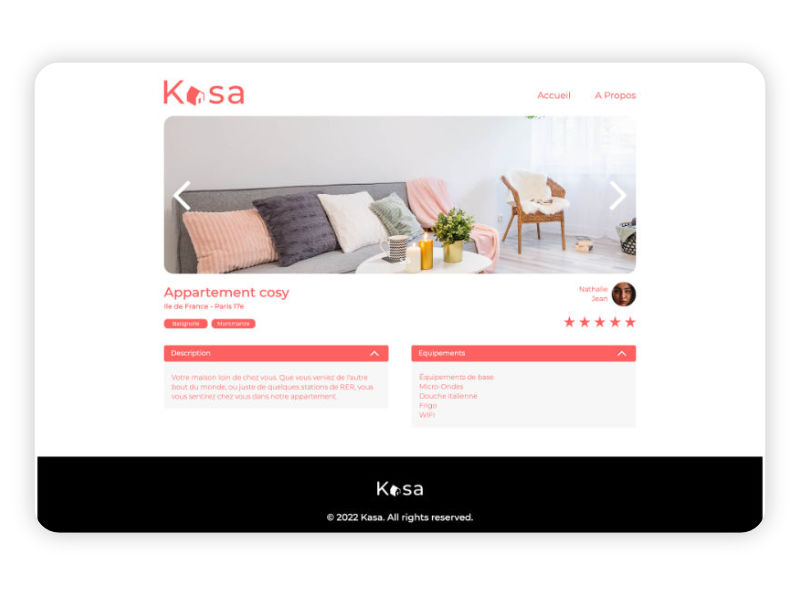 Kasa
Accueil
A Propos
Appartement cosy
Ile de France - Paris 17e
Nathalie
Jean
Batignolle
Montmartre
Description
Votre maison loin de chez vous. Que vous veniez de l'autre
bout du monde, ou juste de quelques stations de RER, vous
vous sentirez chez vous dans notre appartement.
Equipements
Équipements de base
Micro-Ondes
Douche italienne
Frigo
WIFI
Kasa
© 2022 Kasa. All rights reserved.